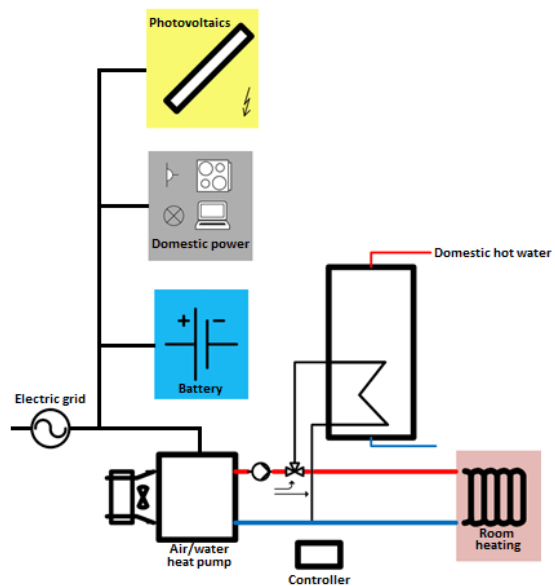 Photovoltaics
Domestic power
Domestic hot water
+ −
Battery
Electric grid
Air/water
heat pump
Room
heating
Controller